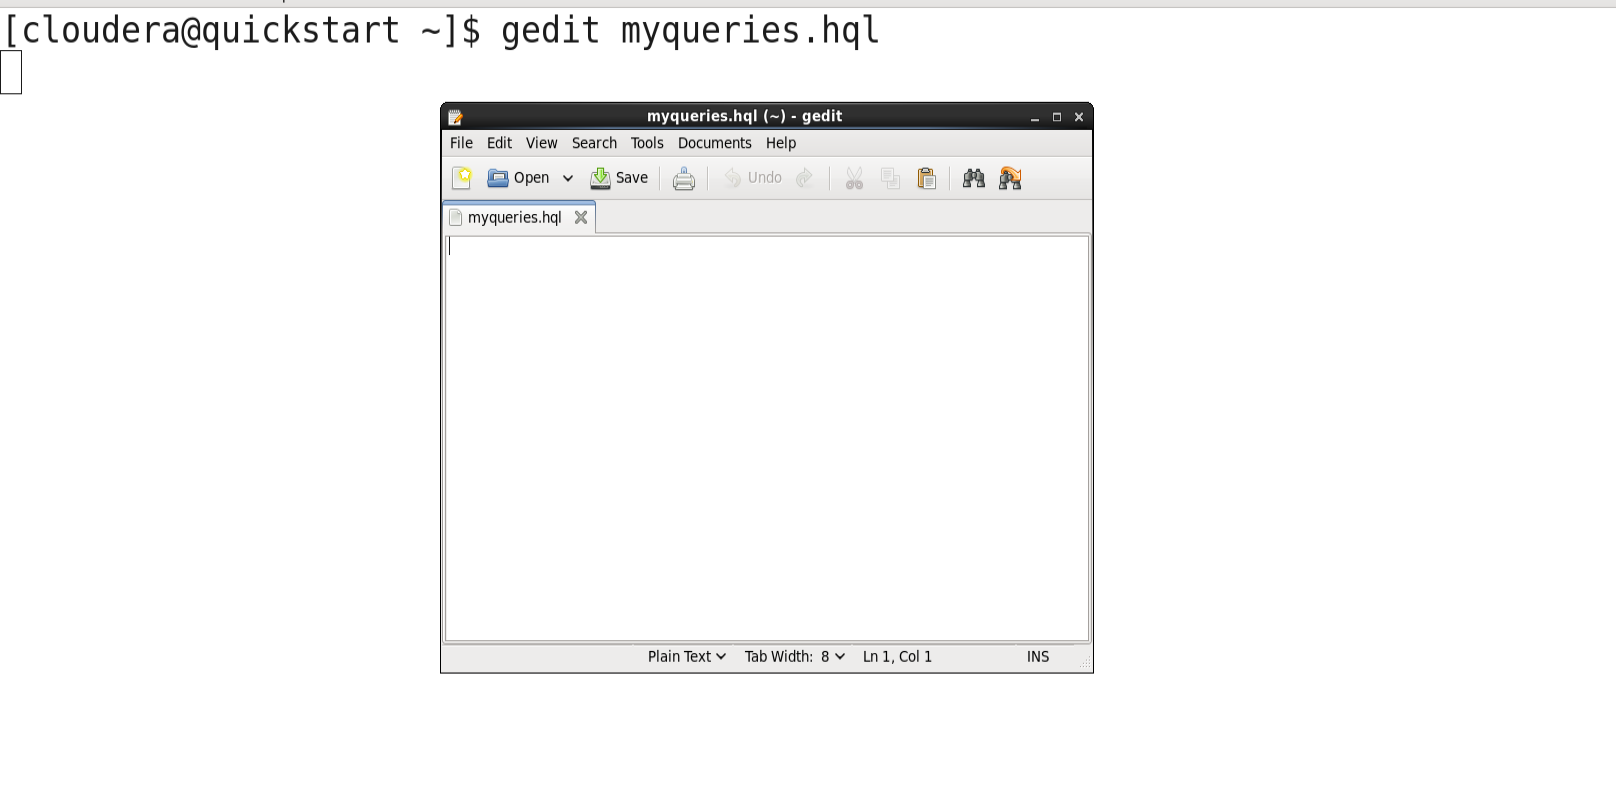 [cloudera@quickstart ~]$ gedit myqueries.hql
myqueries.hql (~) - gedit
File Edit View Search Tools Documents Help
Open Save Undo
myqueries.hql
Plain Text Tab Width: 8 Ln 1, Col 1 INS